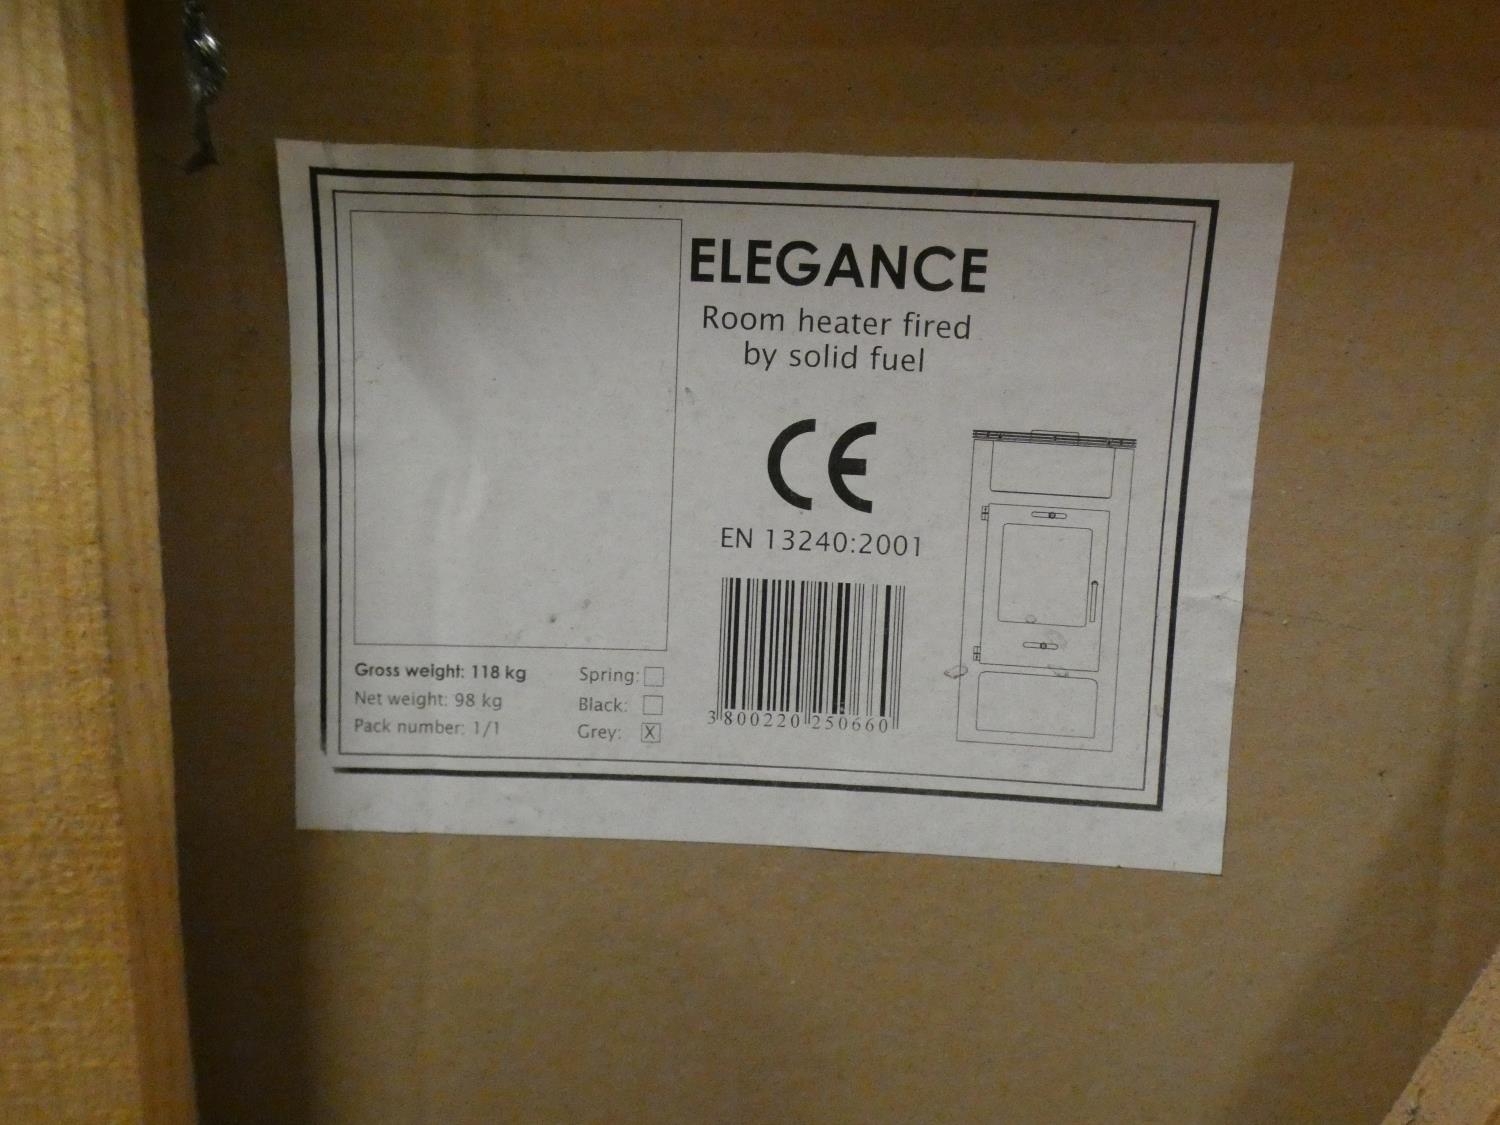 ELEGANCE
Room heater fired
by solid fuel
CE
EN 13240:2001
3800220250660
Gross weight: 118 kg
Net weight: 98 kg
Pack number: 1/1
Spring:
Black:
Grey: X